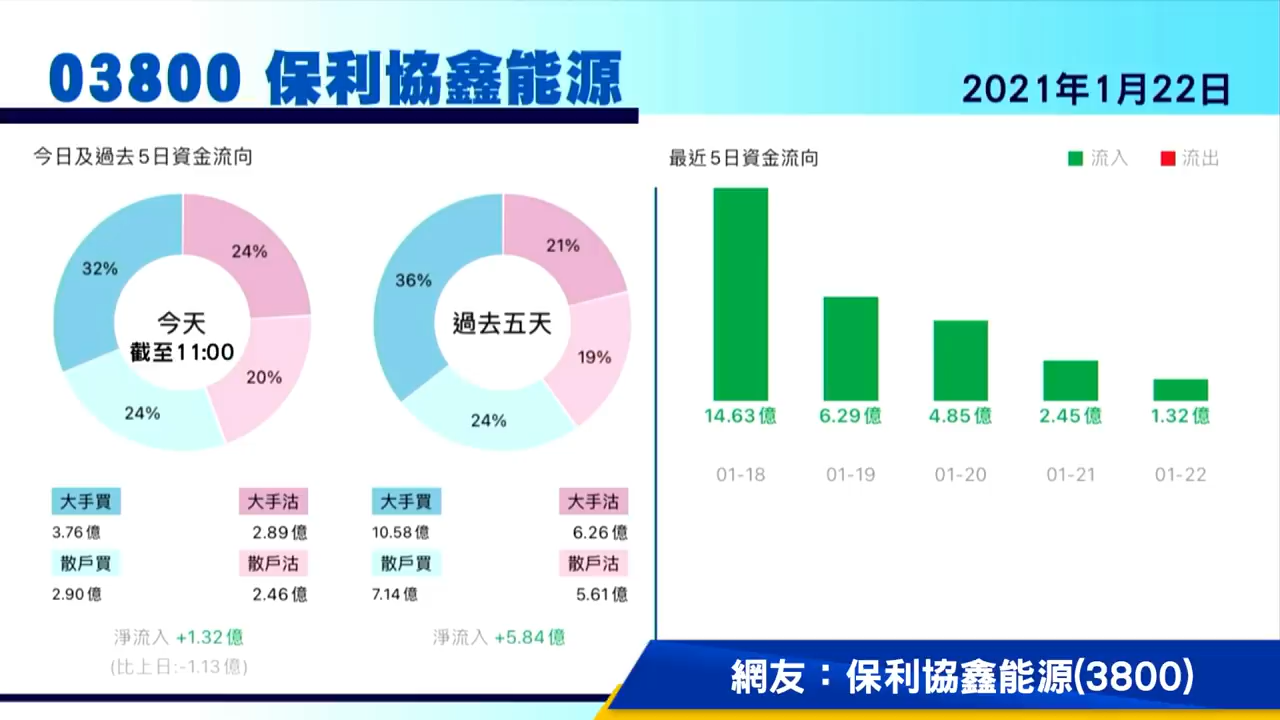 03800 保利協鑫能源
2021年1月22日
今日及過去5日資金流向
32%
24%
20%
24%
今天
截至11:00
36%
21%
19%
24%
過去五天
大手買
大手沽
3.76億
2.89億
散戶買
散戶沽
2.90億
2.46億
淨流入 +1.32億
(比上日:-1.13億)
大手買
大手沽
10.58億
6.26億
散戶買
散戶沽
7.14億
5.61億
淨流入 +5.84億
最近5日資金流向
流入
流出
14.63億 6.29億 4.85億 2.45億 1.32億
01-18 01-19 01-20 01-21 01-22
網友：保利協鑫能源(3800)